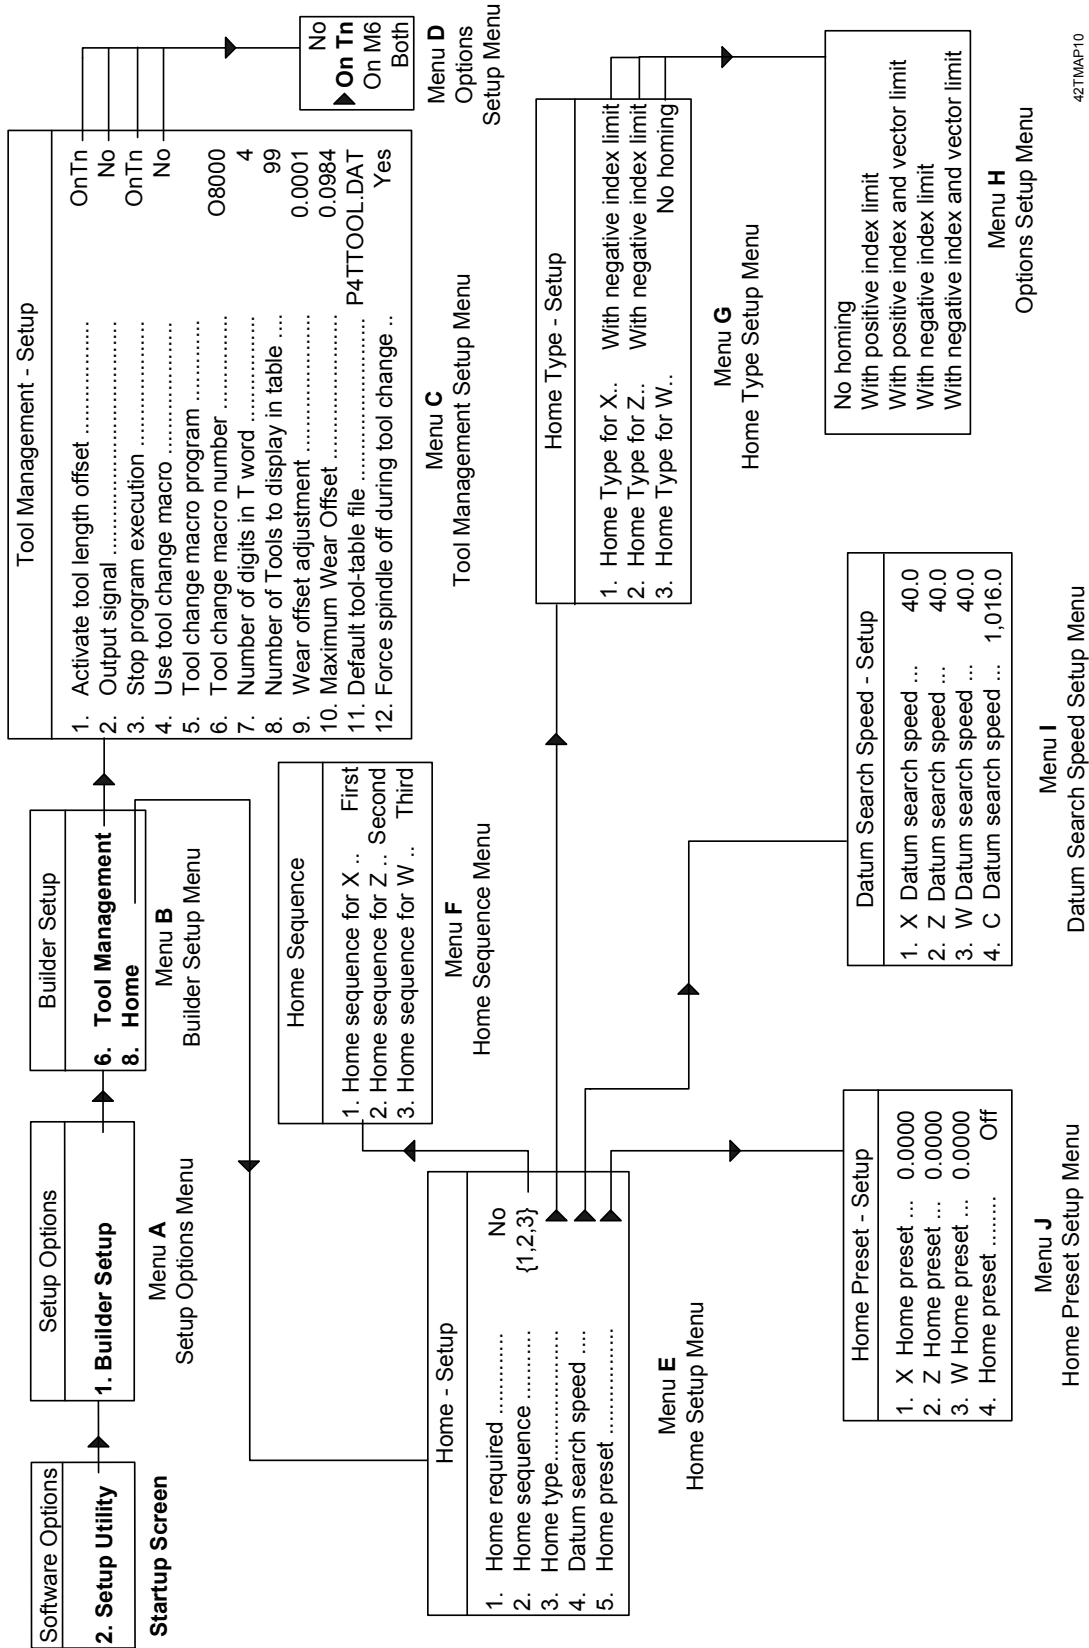 Software Options
2. Setup Utility
Startup Screen
Setup Options
1. Builder Setup
Menu A
Setup Options Menu
Builder Setup
6. Tool Management
8. Home
Menu B
Builder Setup Menu
Tool Management - Setup
1. Activate tool length offset ..................... OnTn
2. Output signal ................................. No
3. Stop program execution ...................... OnTn
4. Use tool change macro ..................... No
5. Tool change macro program ..............
6. Tool change macro number ............... O8000
7. Number of digits in T word ................. 4
8. Number of Tools to display in table .... 99
9. Wear offset adjustment ...................... 0.0001
10. Maximum Wear Offset ..................... 0.0984
11. Default tool-table file ..................... P4TTOOL.DAT
12. Force spindle off during tool change .. Yes
Menu C
Tool Management Setup Menu
No
On Tn
On M6
Both
Menu D
Options
Setup Menu
Home - Setup
1. Home required ............... No
2. Home sequence ............ {1,2,3}
3. Home type.....................
4. Datum search speed ....
5. Home preset .................
Menu E
Home Setup Menu
Home Sequence
1. Home sequence for X .. First
2. Home sequence for Z .. Second
3. Home sequence for W .. Third
Menu F
Home Sequence Menu
Home Type - Setup
1. Home Type for X.. With negative index limit
2. Home Type for Z.. With negative index limit
3. Home Type for W.. No homing
Menu G
Home Type Setup Menu
No homing
With positive index limit
With positive index and vector limit
With negative index limit
With negative index and vector limit
Menu H
Options Setup Menu
Datum Search Speed - Setup
1. X Datum search speed ... 40.0
2. Z Datum search speed ... 40.0
3. W Datum search speed ... 40.0
4. C Datum search speed ... 1,016.0
Menu I
Datum Search Speed Setup Menu
Home Preset - Setup
1. X Home preset ... 0.0000
2. Z Home preset ... 0.0000
3. W Home preset ... 0.0000
4. Home preset ........ Off
Menu J
Home Preset Setup Menu
42TMAP10